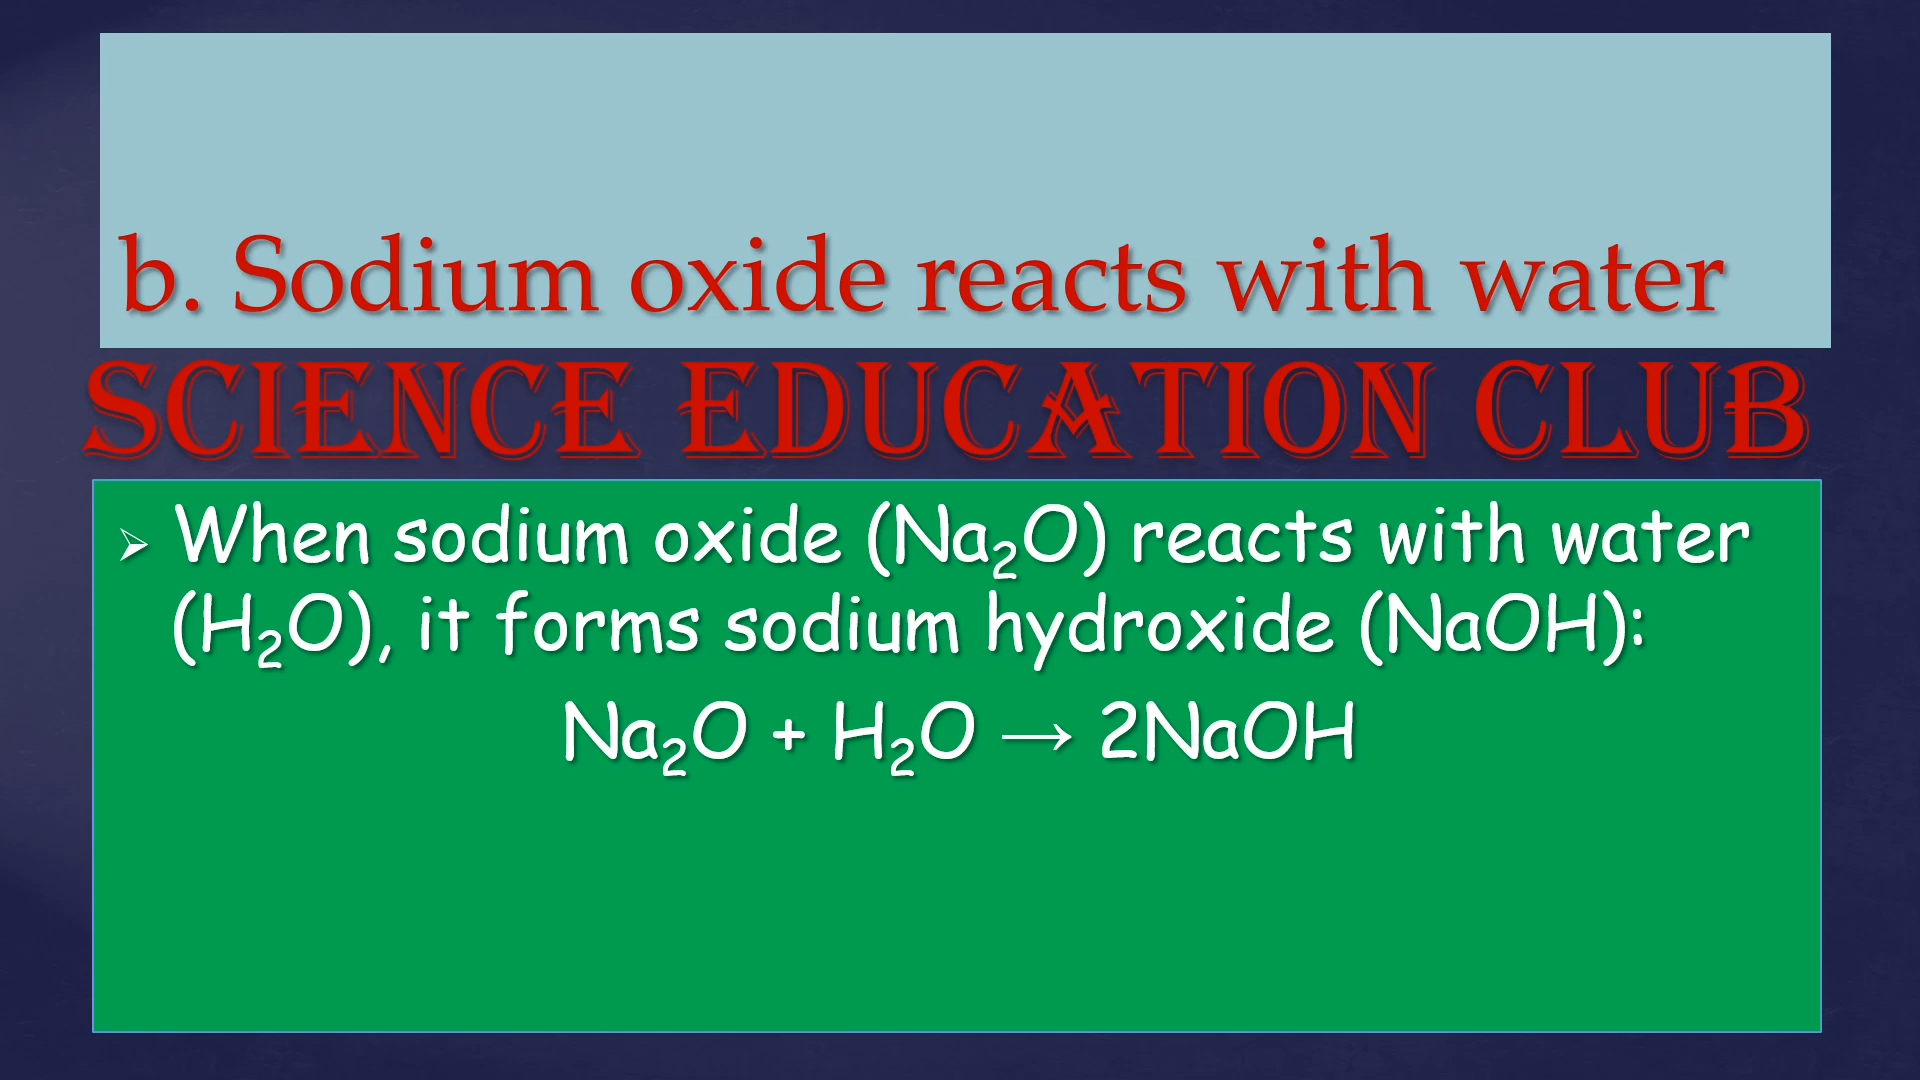 b. Sodium oxide reacts with water
SCIENCE EDUCATION CLUB
➢ When sodium oxide (Na₂O) reacts with water
(H₂O), it forms sodium hydroxide (NaOH):
Na₂O + H₂O → 2NaOH